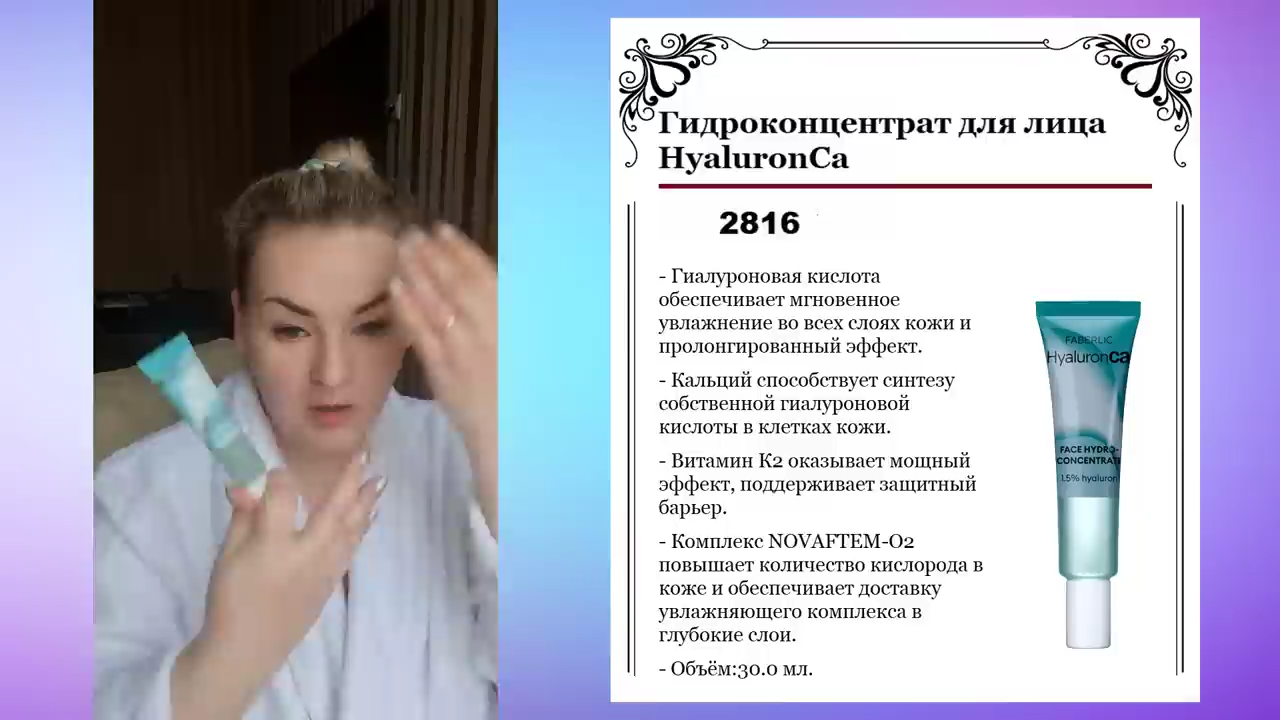 Гидроконцентрат для лица
HyaluronCa
2816
- Гиалуроновая кислота
обеспечивает мгновенное
увлажнение во всех слоях кожи и
пролонгированный эффект.
- Кальций способствует синтезу
собственной гиалуроновой
кислоты в клетках кожи.
- Витамин К2 оказывает мощный
эффект, поддерживает защитный
барьер.
- Комплекс NOVAFTEM-O2
повышает количество кислорода в
коже и обеспечивает доставку
увлажняющего комплекса в
глубокие слои.
- Объём:30.0 мл.
FABERLIC
HyaluronCa
FACE HYDRO-
CONCENTRAT
1.5% hyaluron